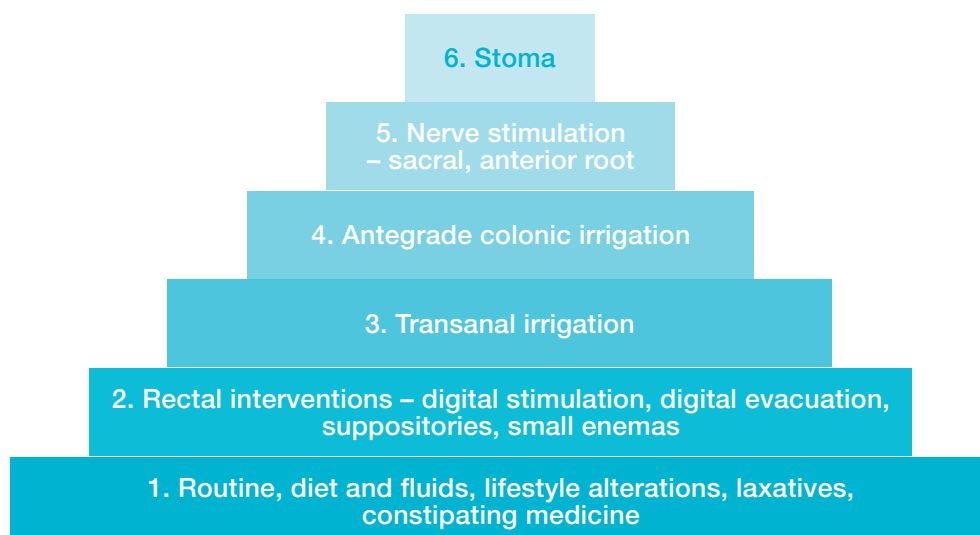 6. Stoma
5. Nerve stimulation
– sacral, anterior root
4. Antegrade colonic irrigation
3. Transanal irrigation
2. Rectal interventions – digital stimulation, digital evacuation,
suppositories, small enemas
1. Routine, diet and fluids, lifestyle alterations, laxatives,
constipating medicine